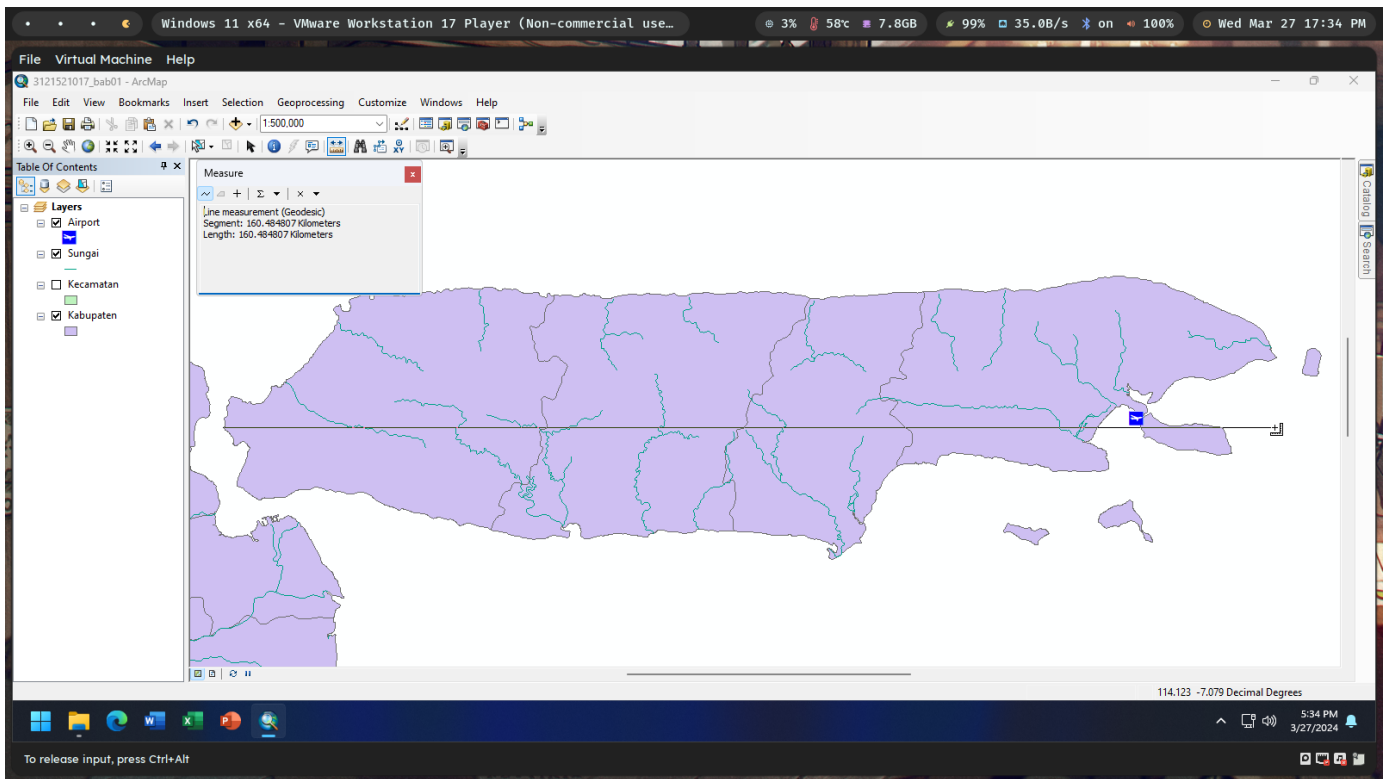 Windows 11 x64 - VMware Workstation 17 Player (Non-commercial use…
3% 58°c 7.8GB
99% 35.0B/s on 100%
Wed Mar 27 17:34 PM
File Virtual Machine Help
3121521017_bab01 - ArcMap
File Edit View Bookmarks Insert Selection Geoprocessing Customize Windows Help
1:500,000
Table Of Contents
Layers
Airport
Sungai
Kecamatan
Kabupaten
Measure
Line measurement (Geodesic)
Segment: 160.484807 Kilometers
Length: 160.484807 Kilometers
Catalog
Search
114.123 -7.079 Decimal Degrees
5:34 PM
3/27/2024
To release input, press Ctrl+Alt